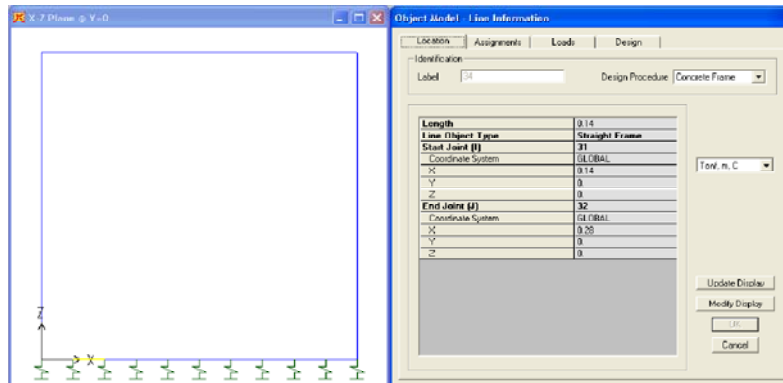 X-Z Plane @ Y=0
Z
X
Object Model - Line Information
Location Assignments Loads Design
Identification
Label 34 Design Procedure Concrete Frame
Length 0.14
Line Object Type Straight Frame
Start Joint (I) 31
Coordinate System GLOBAL
X 0.14
Y 0.
Z 0.
End Joint (J) 32
Coordinate System GLOBAL
X 0.28
Y 0.
Z 0.
Tonf, m, C
Update Display
Modify Display
OK
Cancel